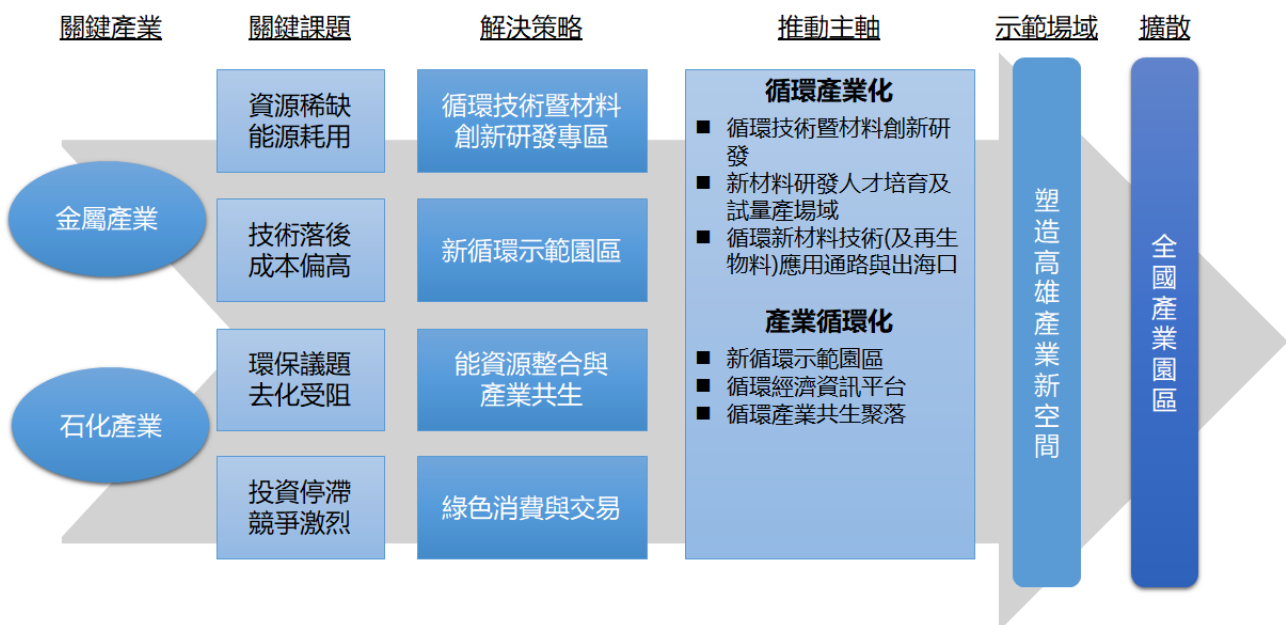 關鍵產業
關鍵課題
解決策略
推動主軸
示範場域
擴散
金屬產業
石化產業
資源稀缺
能源耗用
技術落後
成本偏高
環保議題
去化受阻
投資停滯
競爭激烈
循環技術暨材料
創新研發專區
新循環示範園區
能資源整合與
產業共生
綠色消費與交易
循環產業化
■ 循環技術暨材料創新研
發
■ 新材料研發人才培育及
試量產場域
■ 循環新材料技術(及再生
物料)應用通路與出海口
產業循環化
■ 新循環示範園區
■ 循環經濟資訊平台
■ 循環產業共生聚落
塑造高雄產業新空間
全國產業園區